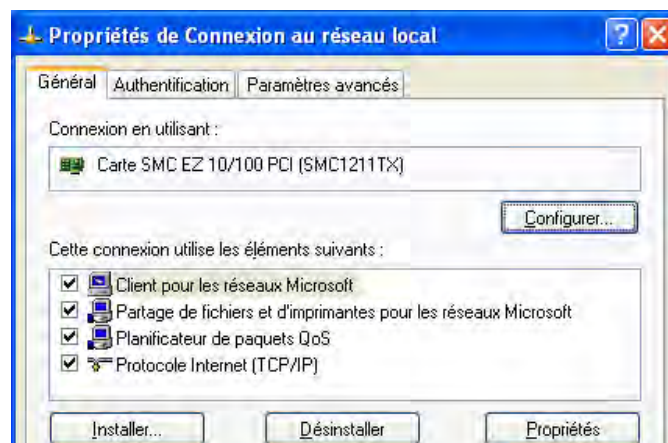 Propriétés de Connexion au réseau local
Général Authentification Paramètres avancés
Connexion en utilisant :
Carte SMC EZ 10/100 PCI (SMC1211TX)
Configurer...
Cette connexion utilise les éléments suivants :
Client pour les réseaux Microsoft
Partage de fichiers et d'imprimantes pour les réseaux Microsoft
Planificateur de paquets QoS
Protocole Internet (TCP/IP)
Installer... Désinstaller Propriétés